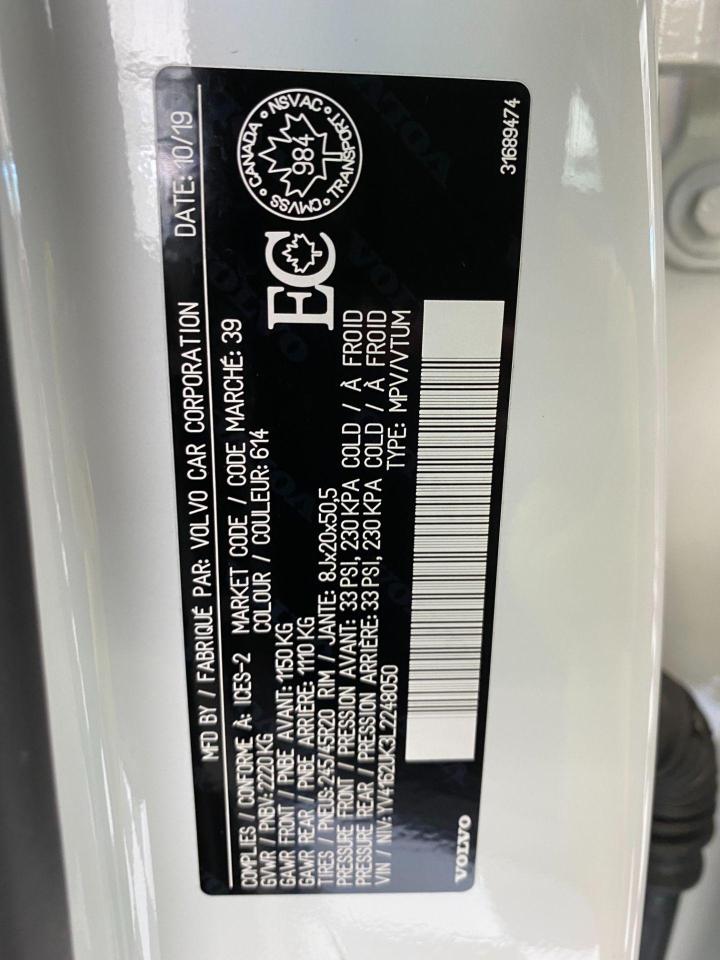 MFD BY / FABRIQUÉ PAR: VOLVO CAR CORPORATION DATE: 10/19
COMPLIES / CONFORME À: ICES-2 MARKET CODE / CODE MARCHÉ: 39
GVWR / PNBV: 2220 KG COLOUR / COULEUR: 614
GAWR FRONT / PNBE AVANT: 1150 KG
GAWR REAR / PNBE ARRIÈRE: 1110 KG
TIRES / PNEUS: 245/45R20 RIM / JANTE: 8Jx20x50,5
PRESSURE FRONT / PRESSION AVANT: 33 PSI, 230 KPA COLD / À FROID
PRESSURE REAR / PRESSION ARRIÈRE: 33 PSI, 230 KPA COLD / À FROID
VIN / NIV: YV4162UK3L2248050 TYPE: MPV/VTUM
EC
CANADA • NSVAC • TRANSPORT • CMVSS •
984
VOLVO
31689474